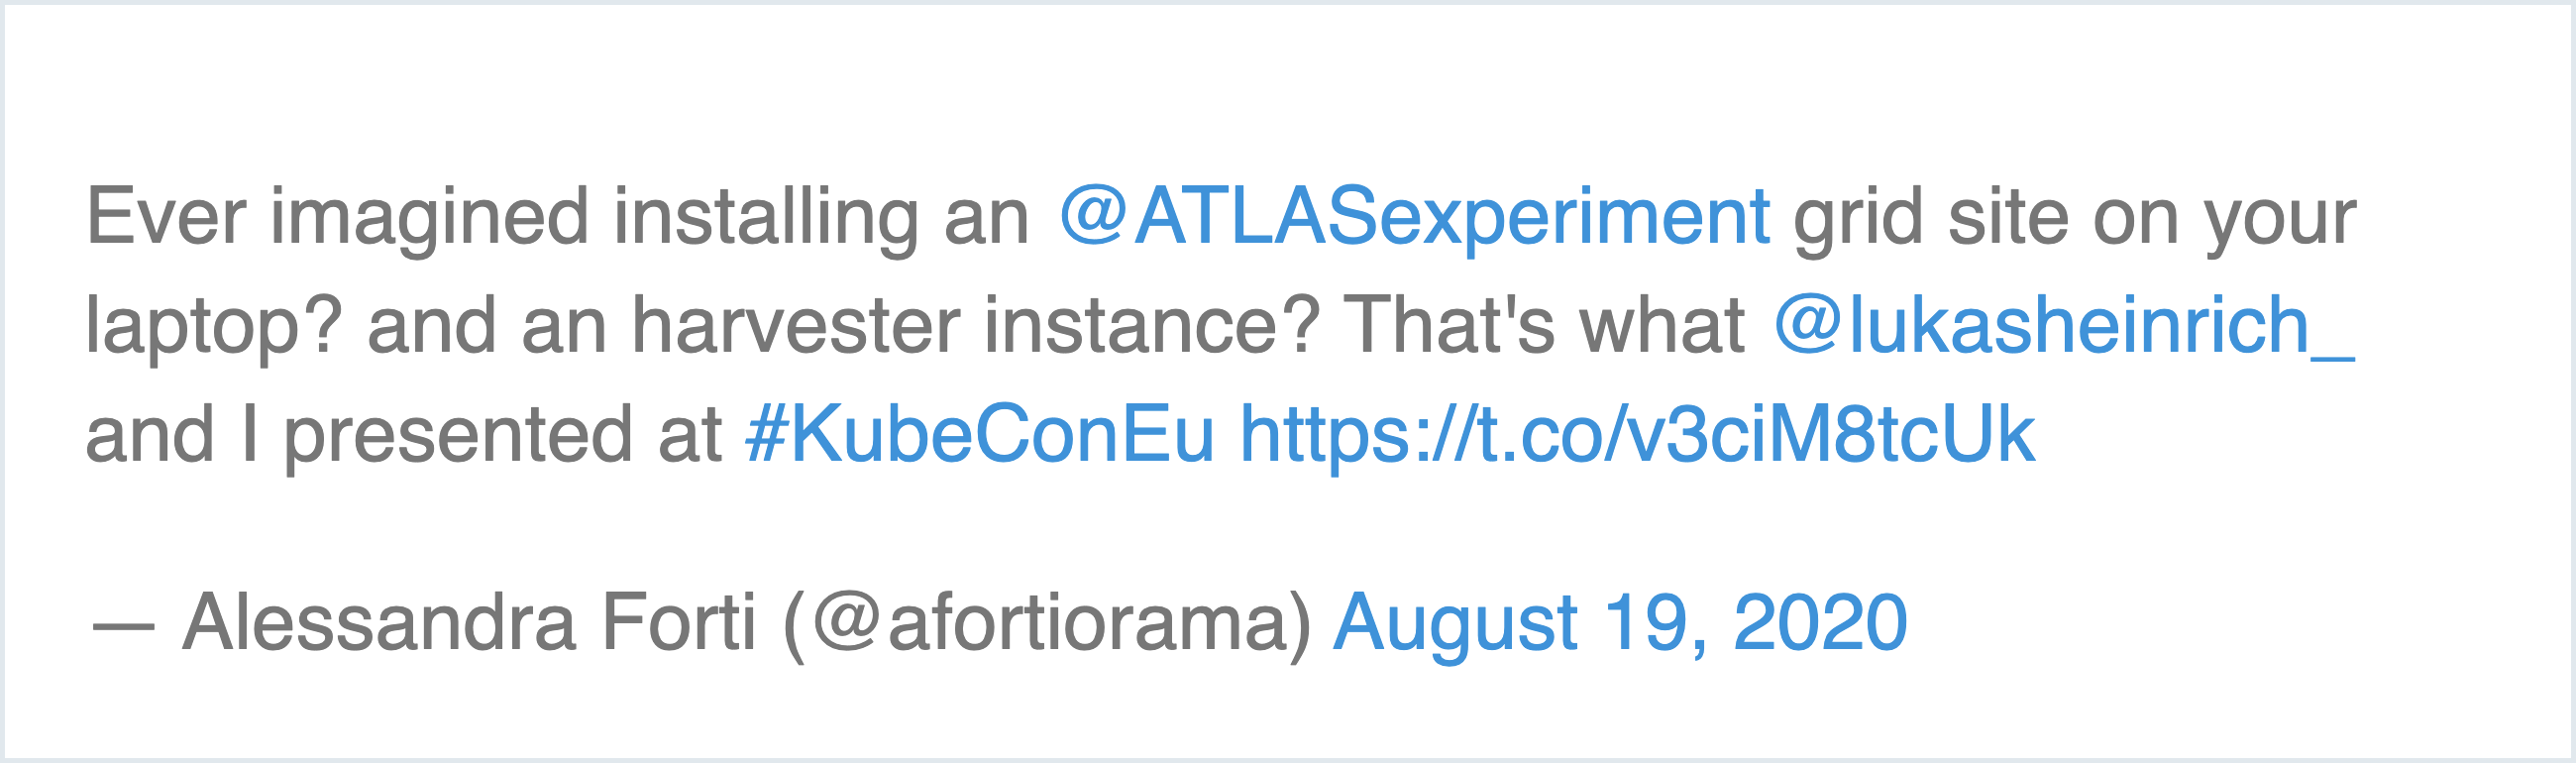 Ever imagined installing an @ATLASexperiment grid site on your
laptop? and an harvester instance? That's what @lukasheinrich_
and I presented at #KubeConEu https://t.co/v3ciM8tcUk
— Alessandra Forti (@afortiorama) August 19, 2020